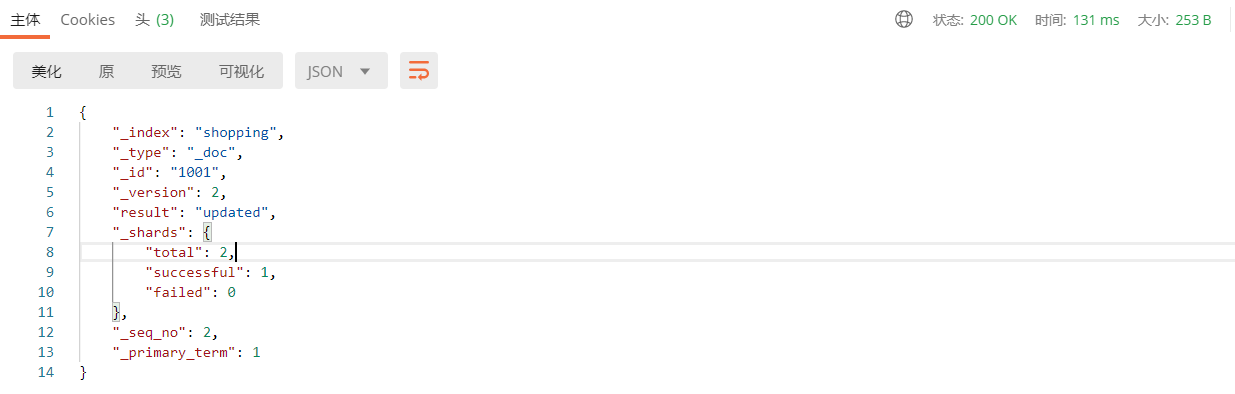 主体 Cookies 头 (3) 测试结果 状态: 200 OK 时间: 131 ms 大小: 253 B
美化 原 预览 可视化 JSON
1 {
2 "_index": "shopping",
3 "_type": "_doc",
4 "_id": "1001",
5 "_version": 2,
6 "result": "updated",
7 "_shards": {
8 "total": 2,
9 "successful": 1,
10 "failed": 0
11 },
12 "_seq_no": 2,
13 "_primary_term": 1
14 }